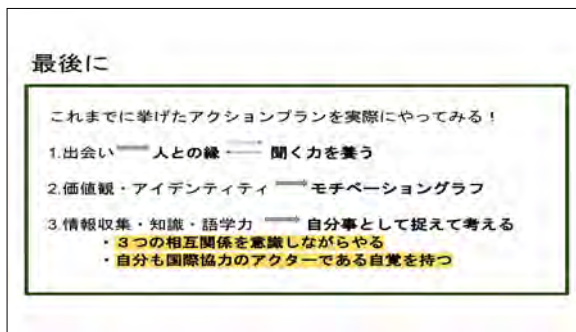 最後に
これまでに挙げたアクションプランを実際にやってみる！
1.出会い ⟹ 人との縁 ⟵ 聞く力を養う
2.価値観・アイデンティティ ⟹ モチベーショングラフ
3.情報収集・知識・語学力 ⟹ 自分事として捉えて考える
・３つの相互関係を意識しながらやる
・自分も国際協力のアクターである自覚を持つ